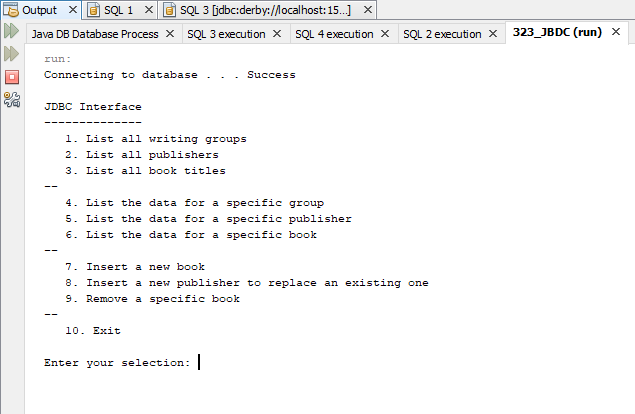 Output SQL 1 SQL 3 [jdbc:derby://localhost:15...]
Java DB Database Process SQL 3 execution SQL 4 execution SQL 2 execution 323_JBDC (run)
run:
Connecting to database . . . Success
JDBC Interface
--------------
1. List all writing groups
2. List all publishers
3. List all book titles
--
4. List the data for a specific group
5. List the data for a specific publisher
6. List the data for a specific book
--
7. Insert a new book
8. Insert a new publisher to replace an existing one
9. Remove a specific book
--
10. Exit
Enter your selection: